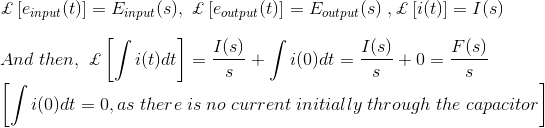 £ [e_input(t)] = E_input(s), £ [e_output(t)] = E_output(s) , £ [i(t)] = I(s)
And then, £ [∫ i(t)dt] = I(s)/s + ∫ i(0)dt = I(s)/s + 0 = F(s)/s
[∫ i(0)dt = 0, as there is no current initially through the capacitor]